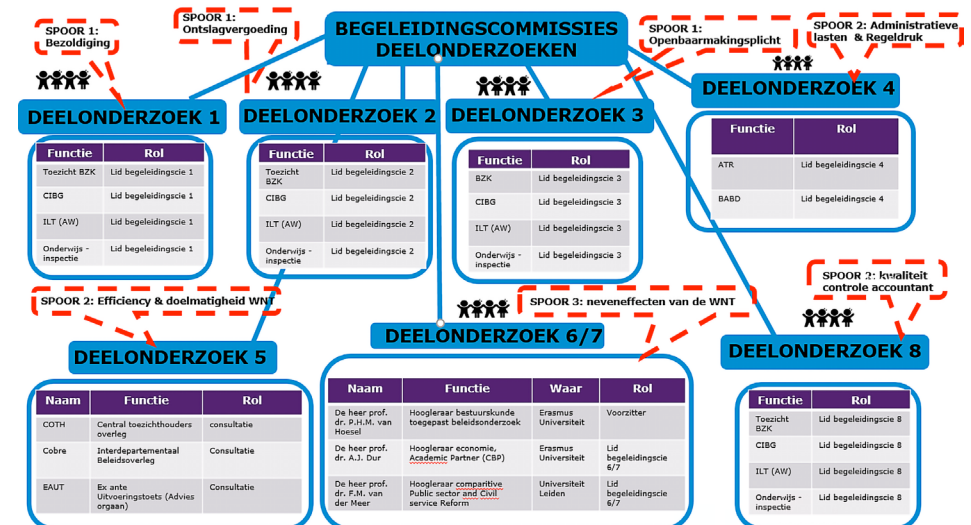 SPOOR 1:
Bezoldiging
SPOOR 1:
Ontslagvergoeding
BEGELEIDINGSCOMMISSIES
DEELONDERZOEKEN
SPOOR 1:
Openbaarmakingsplicht
SPOOR 2: Administratieve
lasten & Regeldruk
DEELONDERZOEK 1
Functie Rol
Toezicht BZK Lid begeleidingscie 1
CIBG Lid begeleidingscie 1
ILT (AW) Lid begeleidingscie 1
Onderwijs - Lid begeleidingscie 1
inspectie
DEELONDERZOEK 2
Functie Rol
Toezicht Lid begeleidingscie 2
BZK
CIBG Lid begeleidingscie 2
ILT (AW) Lid begeleidingscie 2
Onderwijs - Lid begeleidingscie 2
inspectie
DEELONDERZOEK 3
Functie Rol
BZK Lid begeleidingscie 3
CIBG Lid begeleidingscie 3
ILT (AW) Lid begeleidingscie 3
Onderwijs - Lid begeleidingscie 3
inspectie
DEELONDERZOEK 4
Functie Rol
ATR Lid begeleidingscie 4
BABD Lid begeleidingscie 4
SPOOR 2: Efficiency & doelmatigheid WNT
SPOOR 3: neveneffecten van de WNT
SPOOR 2: kwaliteit
controle accountant
DEELONDERZOEK 5
Naam Functie Rol
COTH Central toezichthouders consultatie
overleg
Cobre Interdepartementaal Consultatie
Beleidsoverleg
EAUT Ex ante Consultatie
Uitvoeringstoets (Advies
orgaan)
DEELONDERZOEK 6/7
Naam Functie Waar Rol
De heer prof. Hoogleraar bestuurskunde Erasmus Voorzitter
dr. P.H.M. van toegepast beleidsonderzoek Universiteit
Hoesel
De heer prof. Hoogleraar economie, Erasmus Lid
dr. A.J. Dur Academic Partner (CBP) Universiteit begeleidingscie
6/7
De heer prof. Hoogleraar comparitive Universiteit Lid
dr. F.M. van Public sector and Civil Leiden begeleidingscie
der Meer service Reform 6/7
DEELONDERZOEK 8
Functie Rol
Toezicht Lid begeleidingscie 8
BZK
CIBG Lid begeleidingscie 8
ILT (AW) Lid begeleidingscie 8
Onderwijs - Lid begeleidingscie 8
inspectie